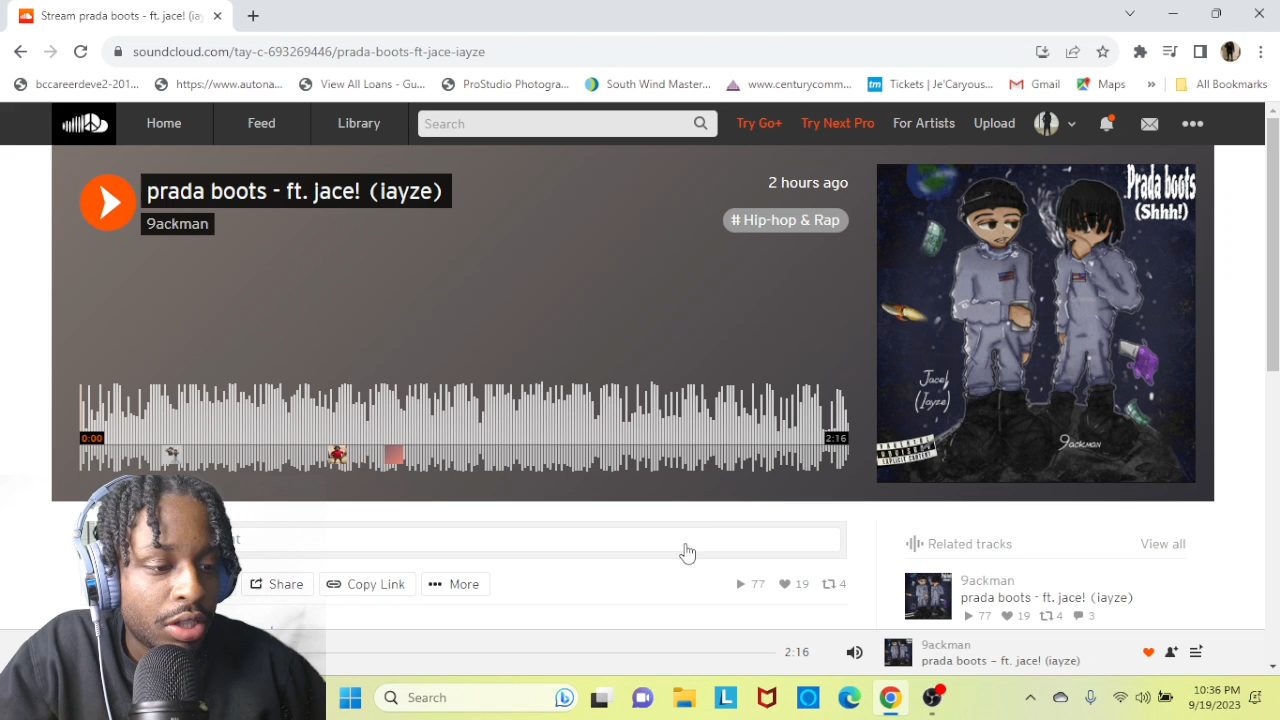 Stream prada boots - ft. jace! (ia
soundcloud.com/tay-c-693269446/prada-boots-ft-jace-iayze
bccareerdeve2-201...
https://www.autona...
View All Loans - Gu...
ProStudio Photogra...
South Wind Master...
www.centurycomm...
Tickets | Je'Caryous...
Gmail
Maps
»
All Bookmarks
Home
Feed
Library
Search
Try Go+
Try Next Pro
For Artists
Upload
prada boots - ft. jace! (iayze)
9ackman
2 hours ago
# Hip-hop & Rap
Prada boots
(Shhh!)
Jace!
(Iayze)
9ackman
EXPLICIT CONTENT
0:00
2:16
Share
Copy Link
More
77
19
4
Related tracks
View all
9ackman
prada boots - ft. jace! (iayze)
77
19
4
3
2:16
9ackman
prada boots - ft. jace! (iayze)
Search
10:36 PM
9/19/2023